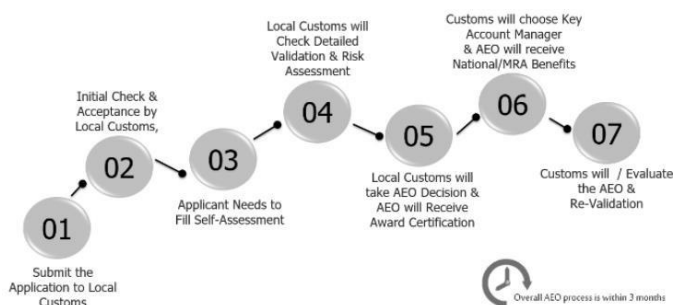 01
Submit the
Application to Local
Customs
02
Initial Check &
Acceptance by
Local Customs,
03
Applicant Needs to
Fill Self-Assessment
04
Local Customs will
Check Detailed
Validation & Risk
Assessment
05
Local Customs will
take AEO Decision &
AEO will Receive
Award Certification
06
Customs will choose Key
Account Manager
& AEO will receive
National/MRA Benefits
07
Customs will / Evaluate
the AEO &
Re-Validation
Overall AEO process is within 3 months